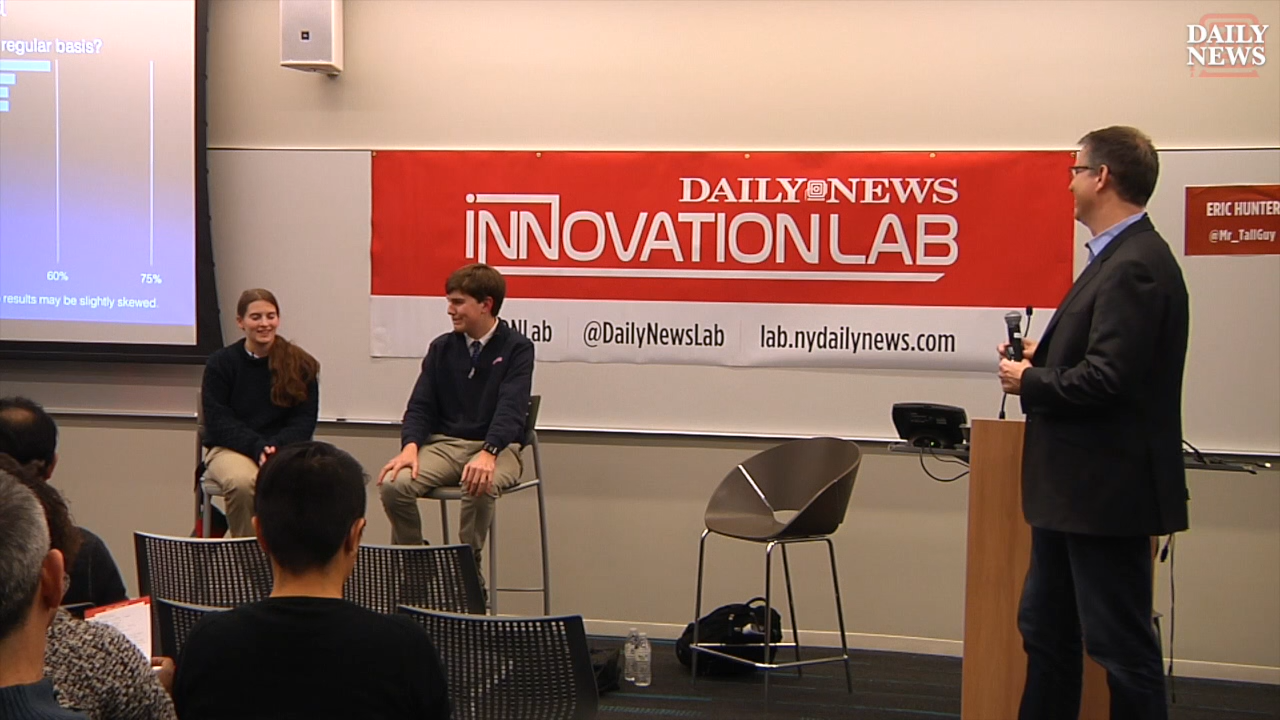 regular basis?
60%
75%
results may be slightly skewed.
DAILY NEWS
INNOVATION LAB
NLab
@DailyNewsLab
lab.nydailynews.com
DAILY
NEWS
ERIC HUNTER
@Mr_TallGuy